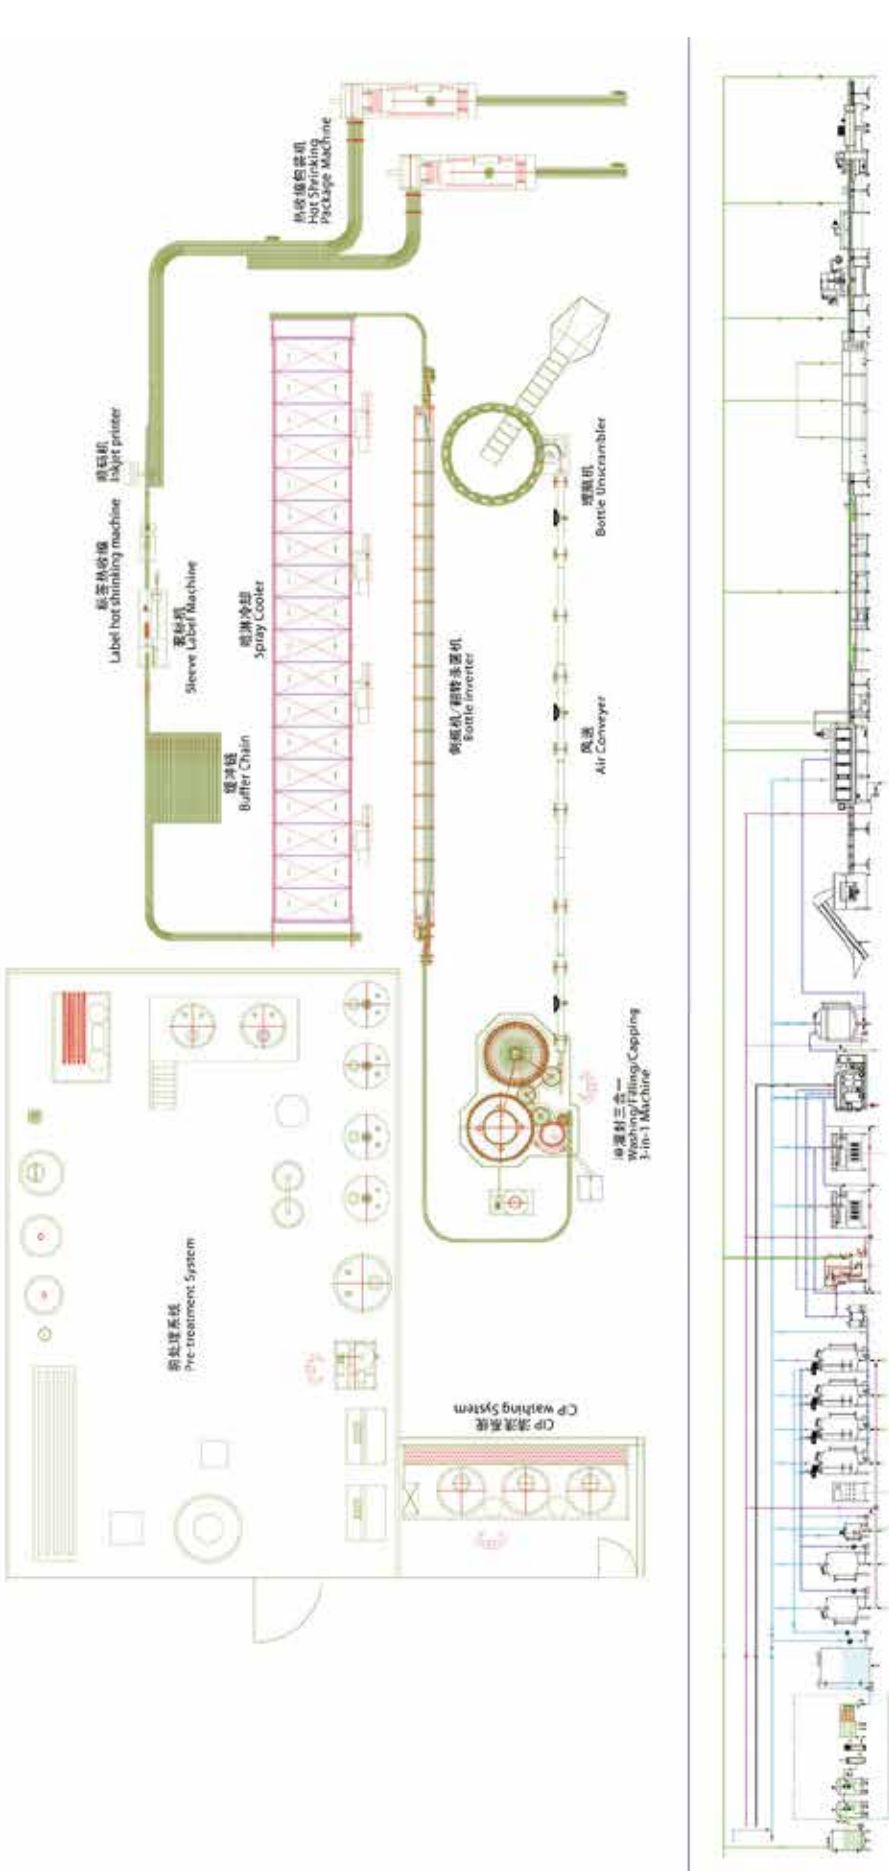 热收缩包装机
Hot Shrinking
Package Machine
喷码机
Inkjet printer
标签热收缩
Label hot shrinking machine
套标机
Sleeve Label Machine
缓冲链
Buffer Chain
喷淋冷却
Spray Cooler
倒瓶机/翻转杀菌机
Bottle inverter
理瓶机
Bottle Unscrambler
风送
Air Conveyer
冲灌封三合一
Washing/Filling/Capping
3-in-1 Machine
前处理系统
Pre-treatment System
CIP 清洗系统
CIP washing System